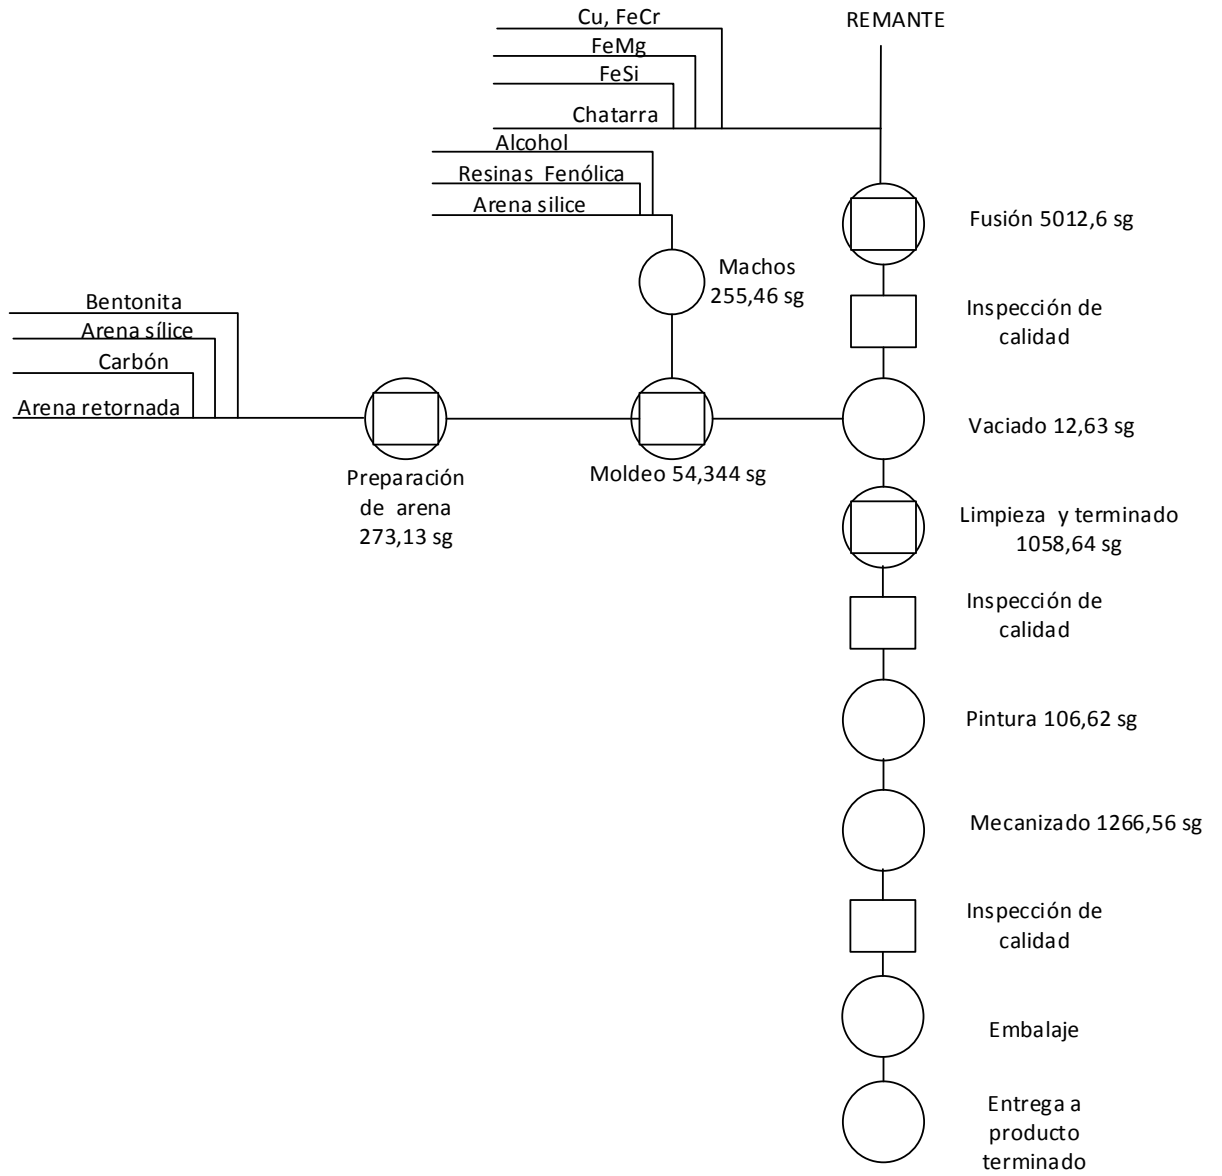 Cu, FeCr
REMANTE
FeMg
FeSi
Chatarra
Alcohol
Resinas Fenólica
Arena silice
Fusión 5012,6 sg
Machos
255,46 sg
Inspección de
calidad
Bentonita
Arena sílice
Carbón
Arena retornada
Vaciado 12,63 sg
Preparación
de arena
273,13 sg
Moldeo 54,344 sg
Limpieza y terminado
1058,64 sg
Inspección de
calidad
Pintura 106,62 sg
Mecanizado 1266,56 sg
Inspección de
calidad
Embalaje
Entrega a
producto
terminado